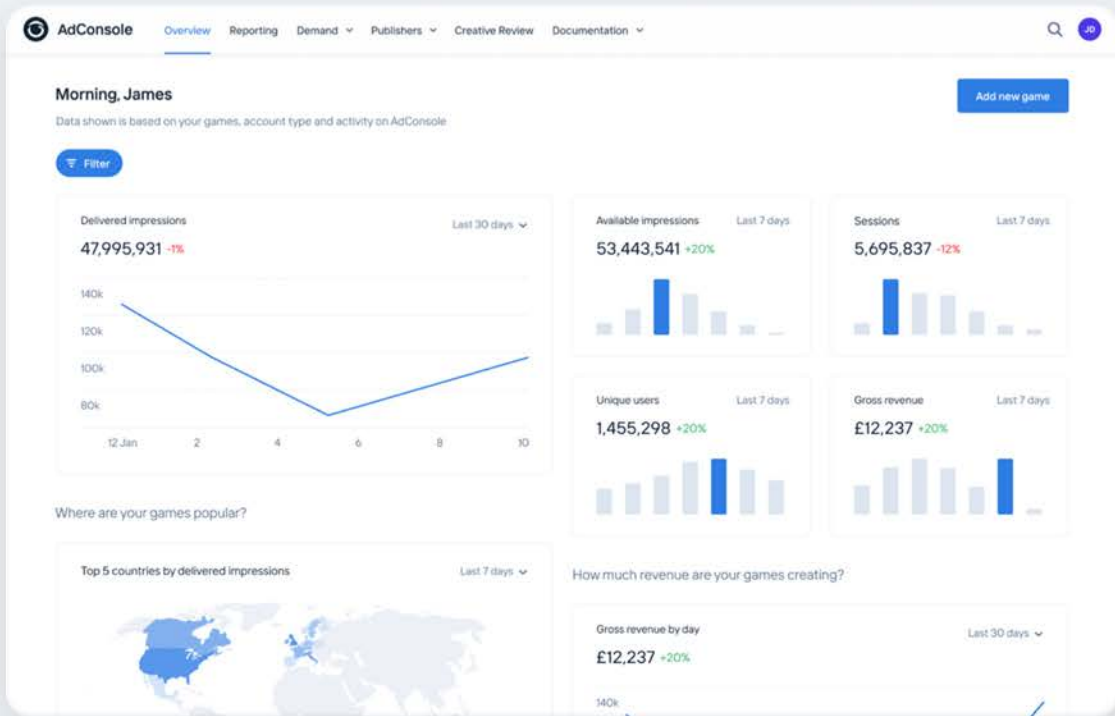 AdConsole
Overview
Reporting
Demand
Publishers
Creative Review
Documentation
JD
Morning, James
Add new game
Data shown is based on your games, account type and activity on AdConsole
Filter
Delivered impressions
Last 30 days
47,995,931 -1%
140k
120k
100k
80k
12 Jan
2
4
6
8
10
Available impressions
Last 7 days
53,443,541 +20%
Sessions
Last 7 days
5,695,837 -12%
Unique users
Last 7 days
1,455,298 +20%
Gross revenue
Last 7 days
£12,237 +20%
Where are your games popular?
Top 5 countries by delivered impressions
Last 7 days
How much revenue are your games creating?
Gross revenue by day
Last 30 days
£12,237 +20%
140k